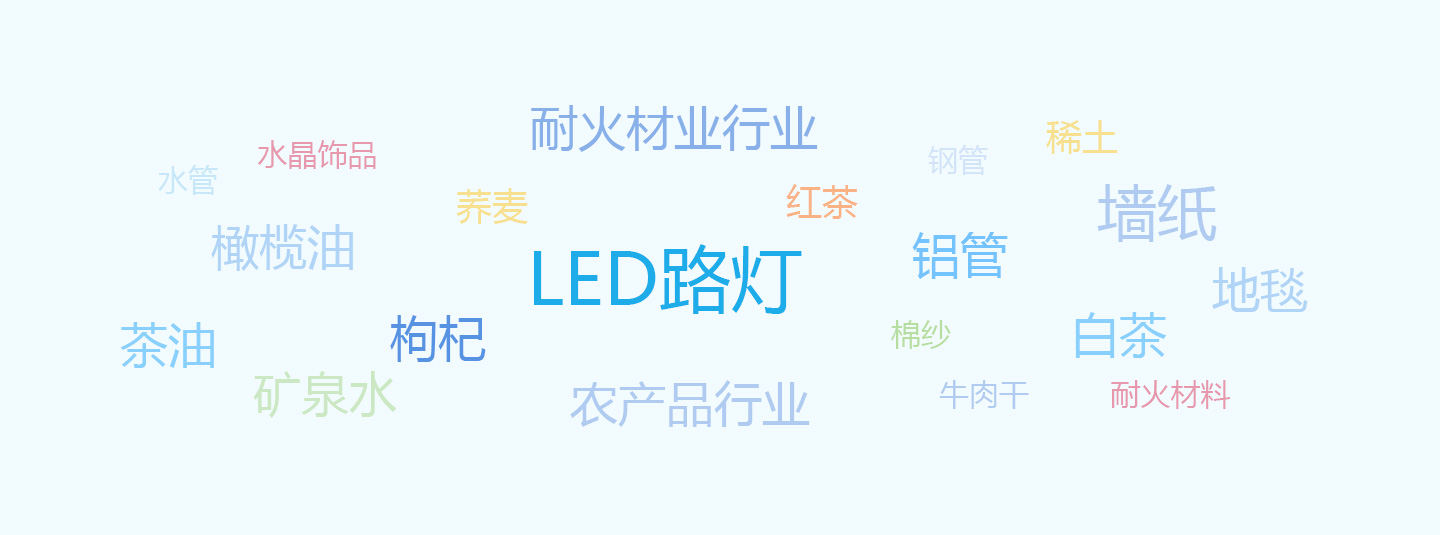 耐火材业行业
稀土
水晶饰品
钢管
水管
荞麦
红茶
墙纸
橄榄油
铝管
LED路灯
地毯
茶油
枸杞
棉纱
白茶
矿泉水
农产品行业
牛肉干
耐火材料